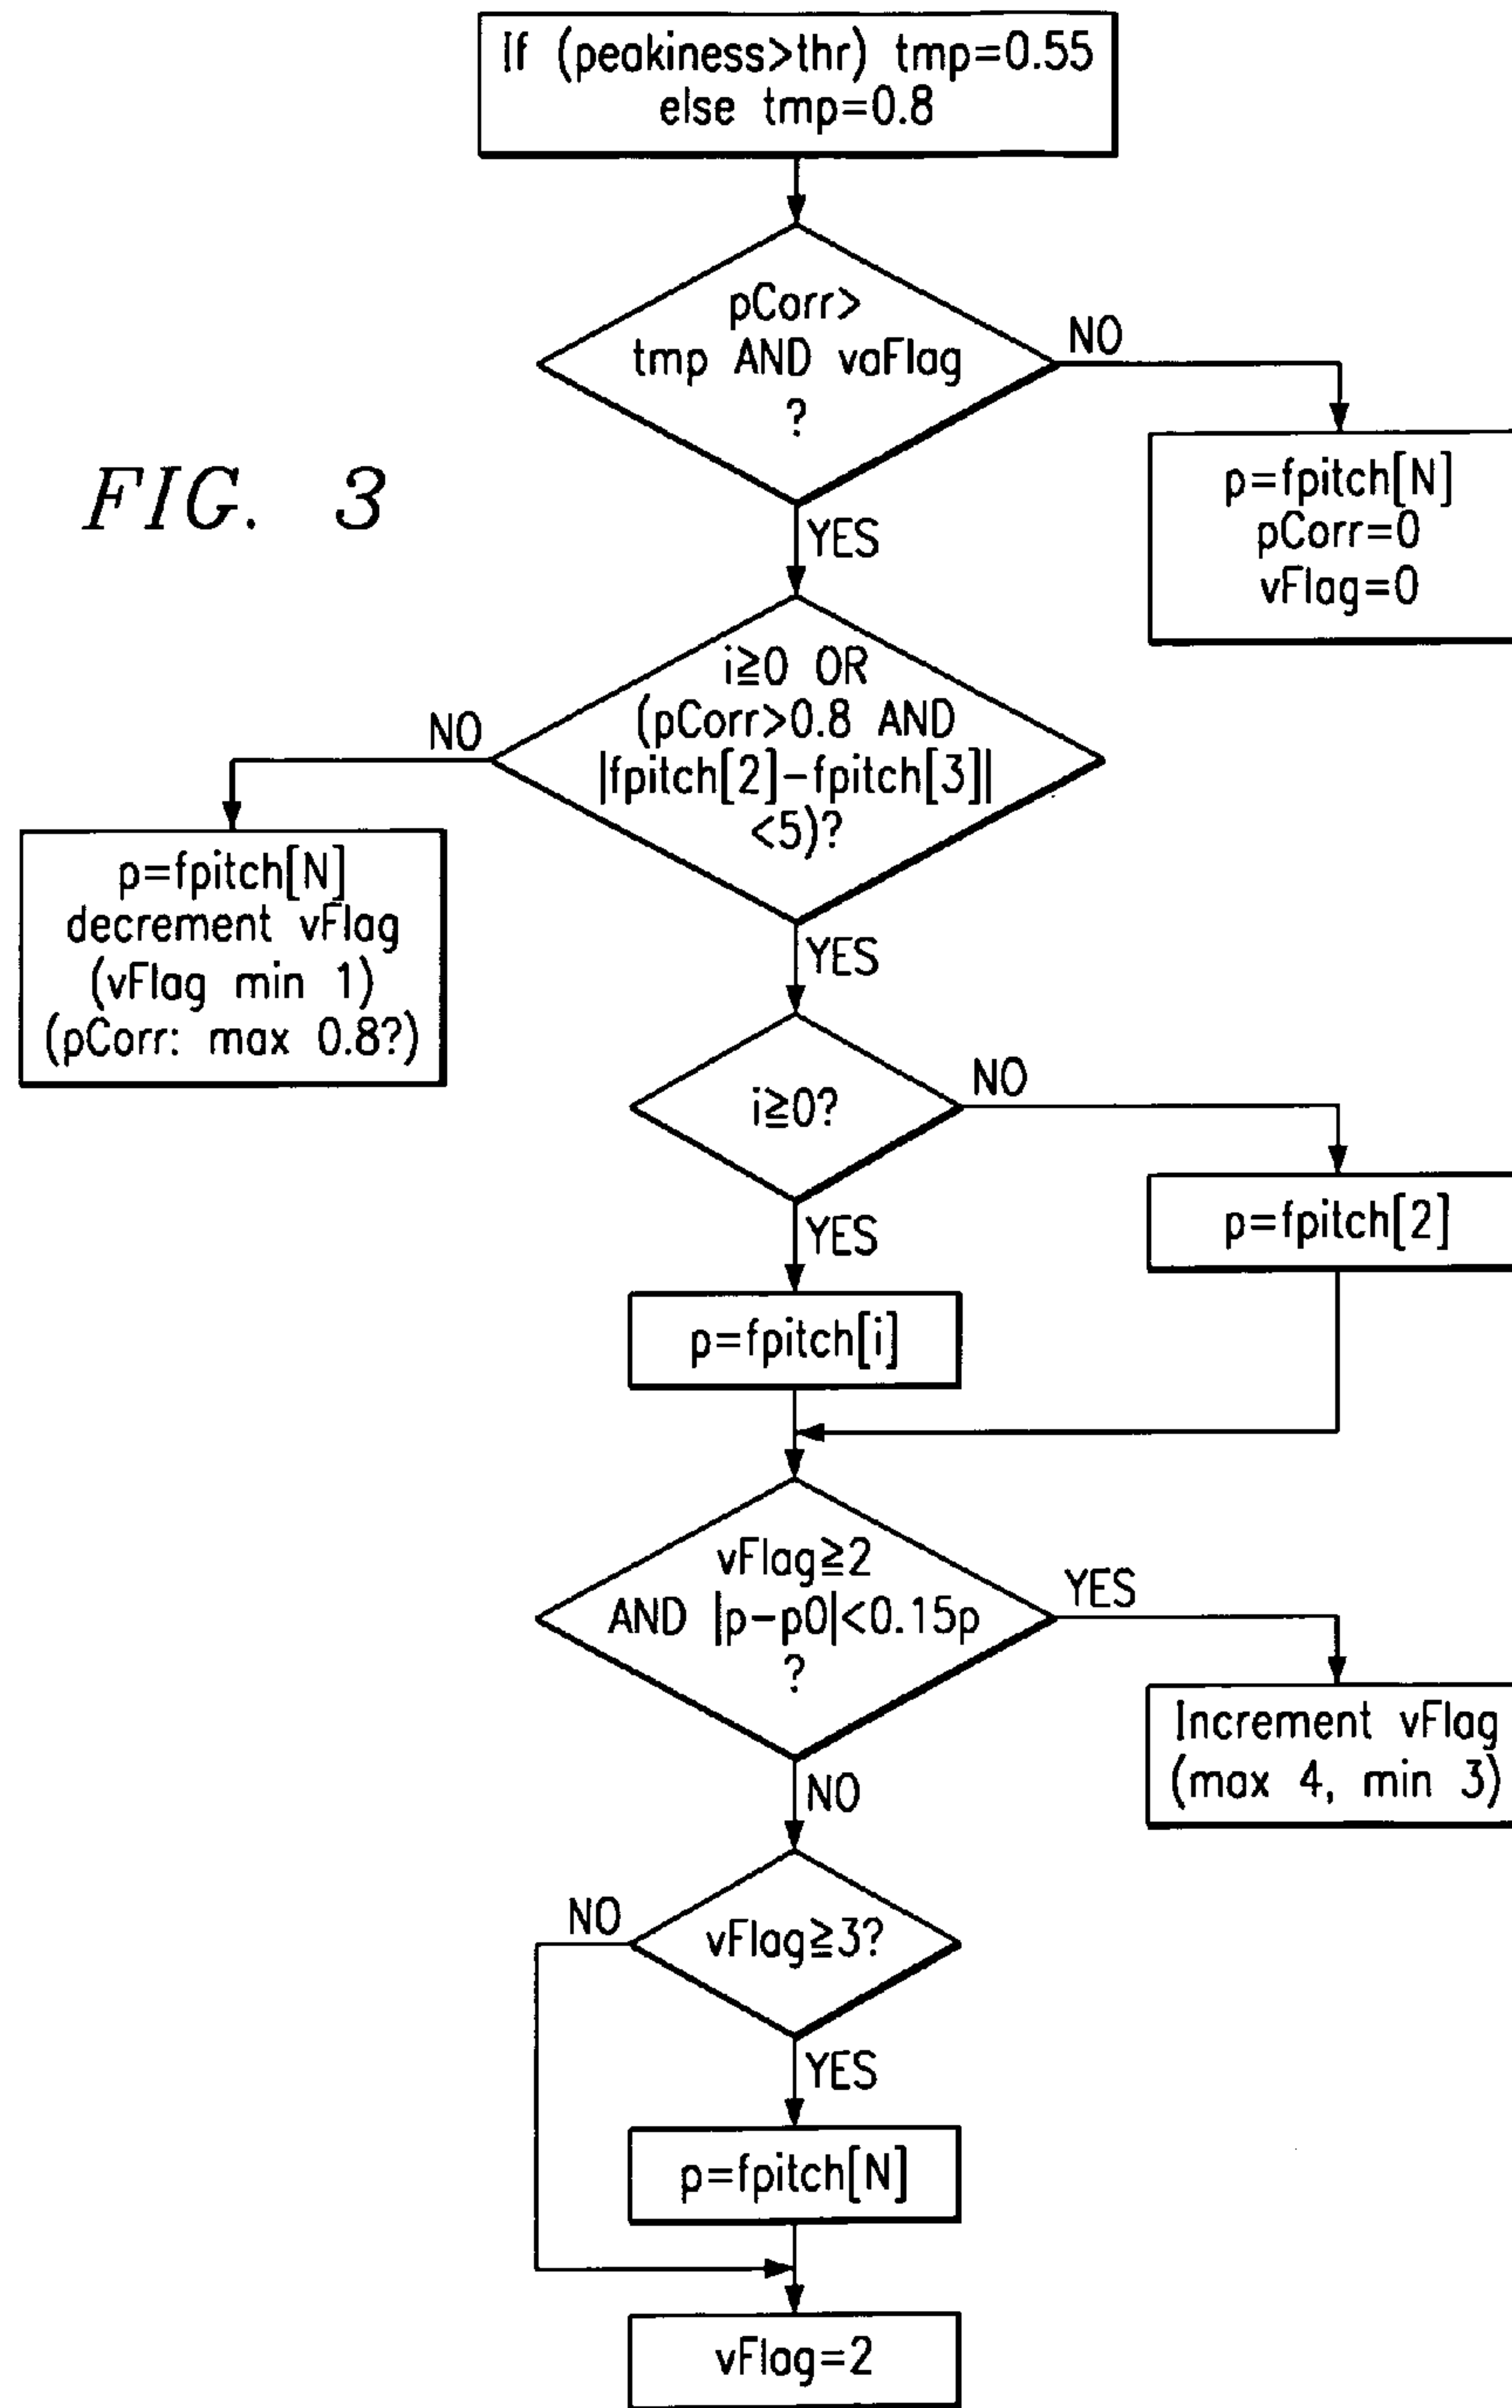 If (peakiness>thr) tmp=0.55
else tmp=0.8
pCorr>
tmp AND vaFlag
?
NO
p=fpitch[N]
pCorr=0
vFlag=0
FIG. 3
YES
i≧0 OR
(pCorr>0.8 AND
|fpitch[2]-fpitch[3]|
<5)?
NO
p=fpitch[N]
decrement vFlag
(vFlag min 1)
(pCorr: max 0.8?)
YES
i≧0?
NO
p=fpitch[2]
YES
p=fpitch[i]
vFlag≧2
AND |p-p0|<0.15p
?
YES
Increment vFlag
(max 4, min 3)
NO
vFlag≧3?
NO
YES
p=fpitch[N]
vFlag=2